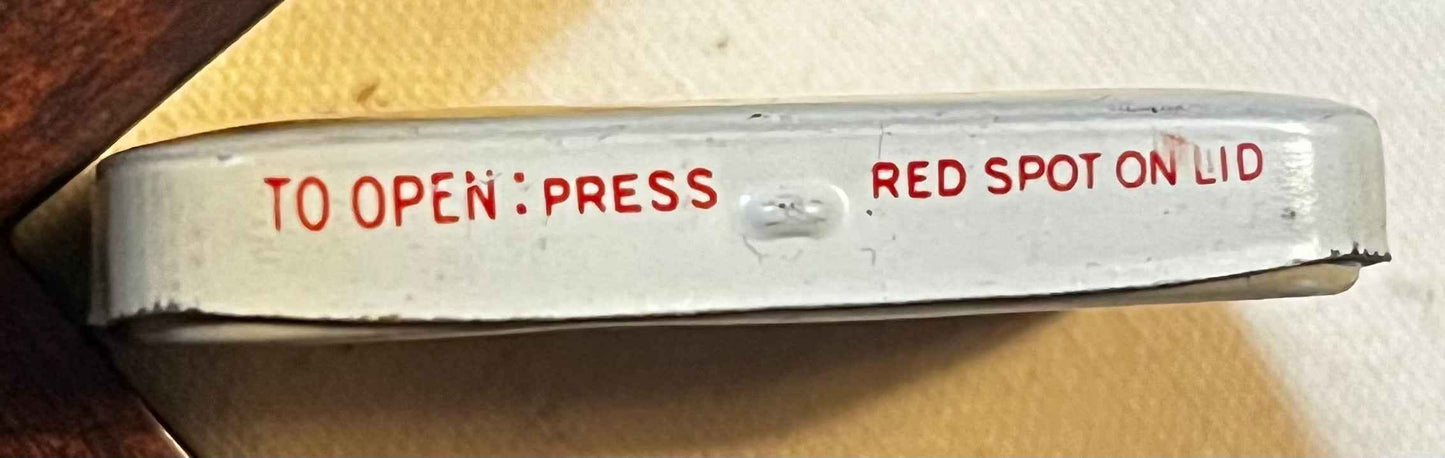 TO OPEN: PRESS RED SPOT ON LID